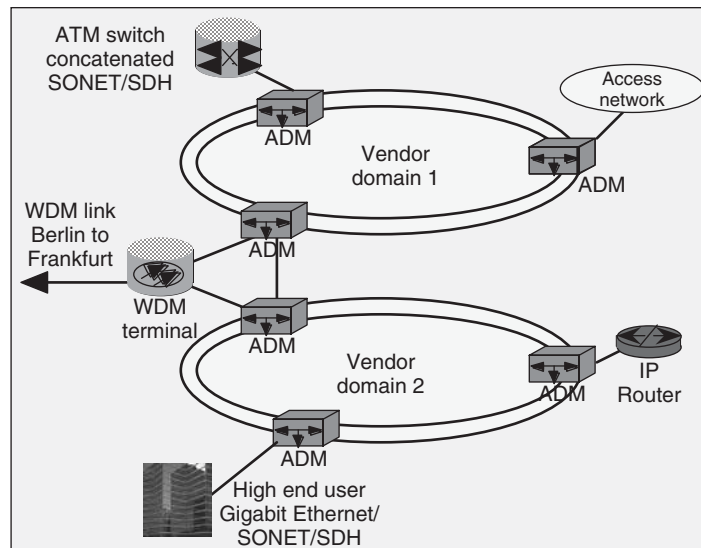 ATM switch
concatenated
SONET/SDH
Access
network
ADM
Vendor
domain 1
ADM
ADM
WDM link
Berlin to
Frankfurt
WDM
terminal
ADM
Vendor
domain 2
ADM
IP
Router
ADM
High end user
Gigabit Ethernet/
SONET/SDH